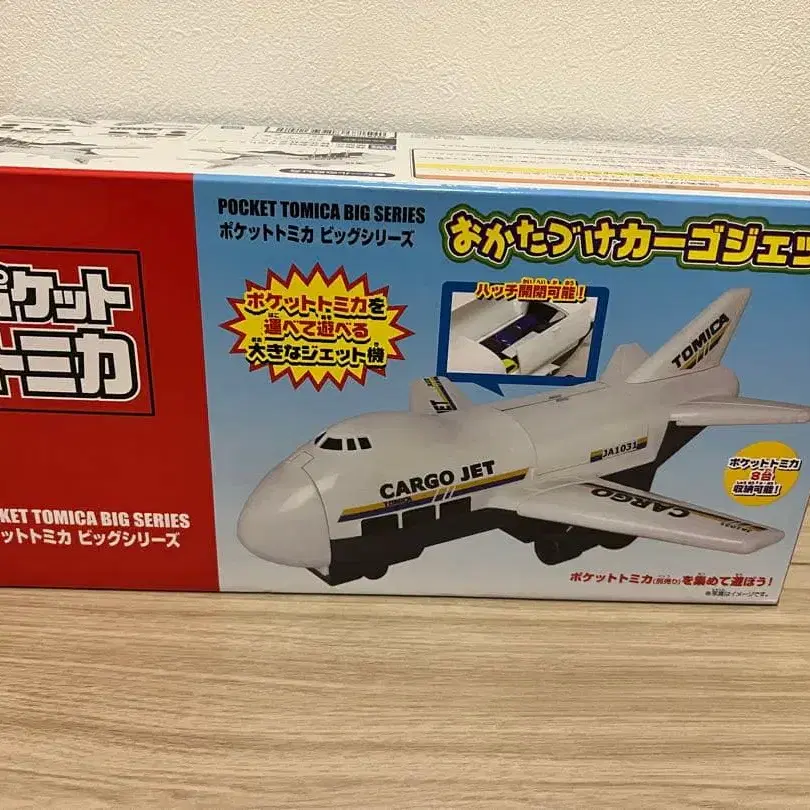 ポケット
トミカ
POCKET TOMICA BIG SERIES
ポケットトミカ ビッグシリーズ
おかたづけカーゴジェッ
ポケットトミカを
運べて遊べる
大きなジェット機
ハッチ開閉可能!
TOMICA
CARGO JET
TOMICA
JA1031
CARGO
JA1031
ポケットトミカ
8台
収納可能!
KET TOMICA BIG SERIES
ットトミカ ビッグシリーズ
ポケットトミカ(別売り)を集めて遊ぼう!
※写真はイメージです。